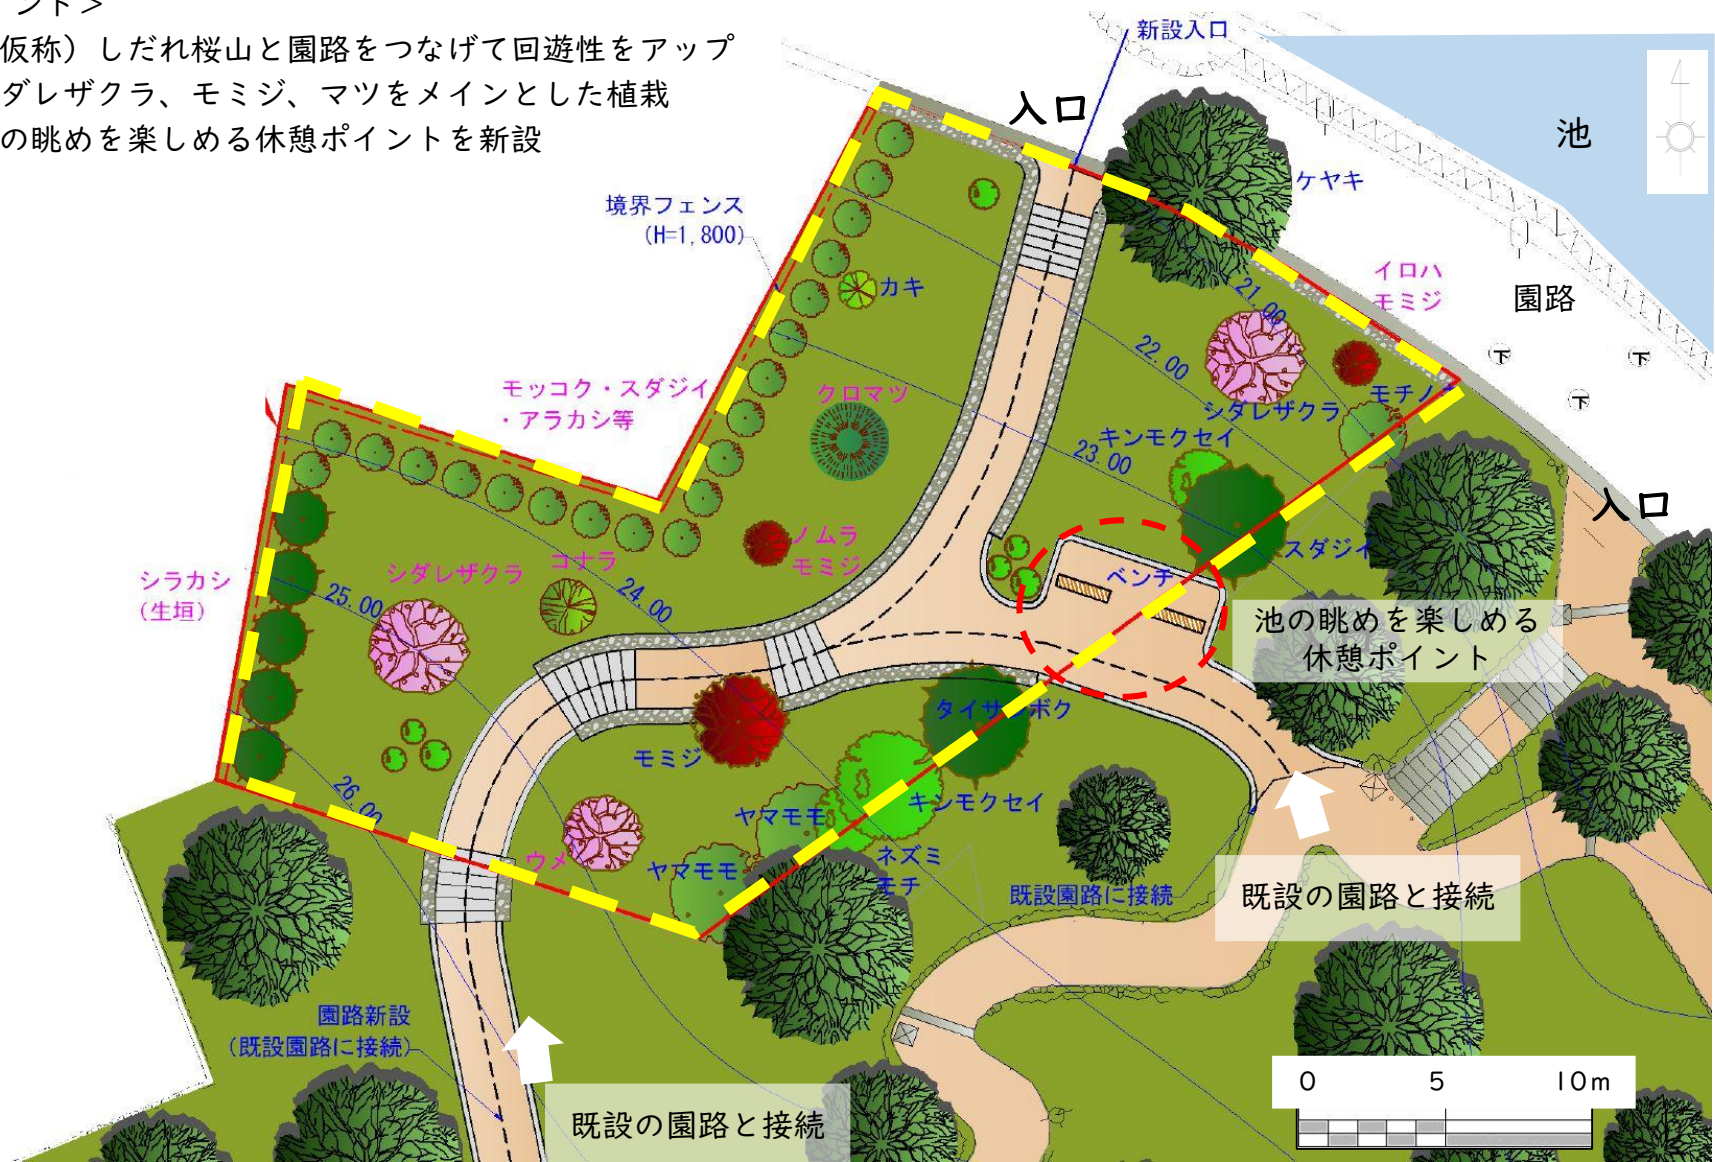 ント＞
仮称）しだれ桜山と園路をつなげて回遊性をアップ
ダレザクラ、モミジ、マツをメインとした植栽
の眺めを楽しめる休憩ポイントを新設
新設入口
入口
池
ケヤキ
境界フェンス
(H=1,800)
カキ
イロハ
モミジ
園路
21.00
22.00
下
下
下
モッコク・スダジイ
・アラカシ等
クロマツ
シダレザクラ
モチノ
キンモクセイ
23.00
入口
ノムラ
モミジ
スダジイ
コナラ
シダレザクラ
シラカシ
(生垣)
25.00
24.00
ベンチ
池の眺めを楽しめる
休憩ポイント
タイサンボク
モミジ
26.00
ヤマモモ
キンモクセイ
ウメ
ヤマモモ
ネズミ
モチ
既設園路に接続
既設の園路と接続
園路新設
(既設園路に接続)
既設の園路と接続
0 5 10m